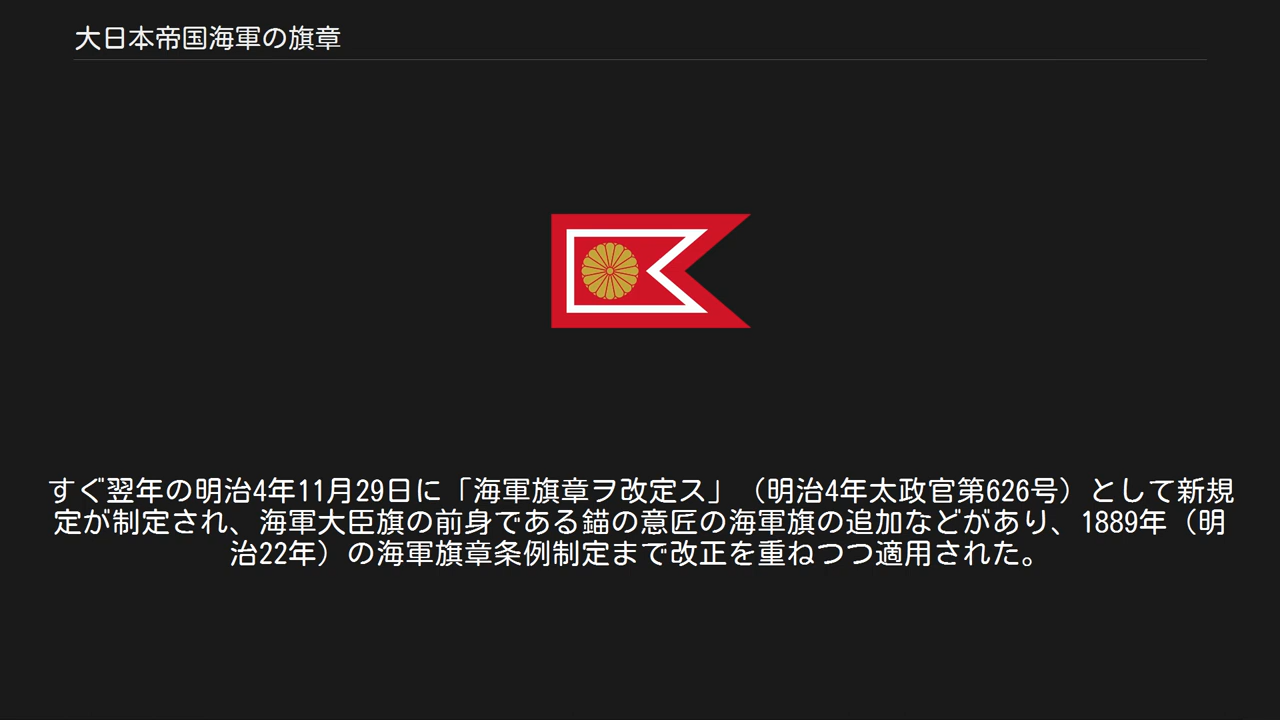 大日本帝国海軍の旗章
すぐ翌年の明治4年11月29日に「海軍旗章ヲ改定ス」（明治4年太政官第626号）として新規
定が制定され、海軍大臣旗の前身である錨の意匠の海軍旗の追加などがあり、1889年（明
治22年）の海軍旗章条例制定まで改正を重ねつつ適用された。